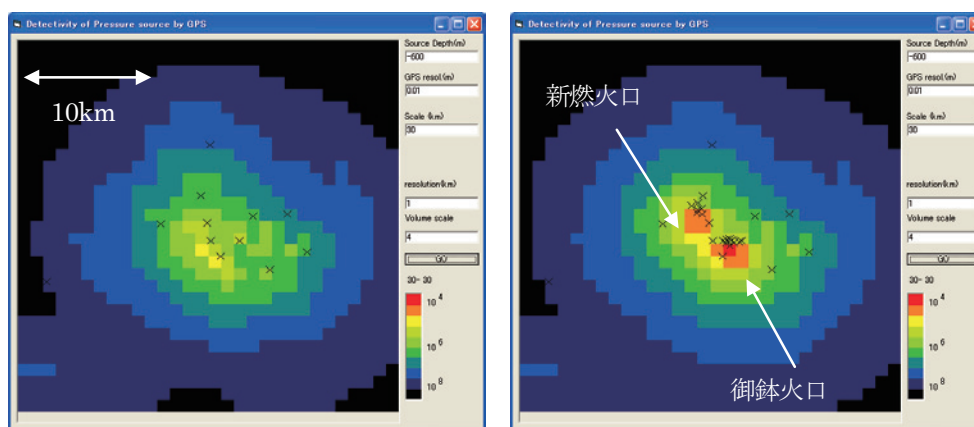 Detectivity of Pressure source by GPS
10km
Source Depth(m)
-600
GPS resol.(m)
0.01
Scale (km)
30
resolution(km)
1
Volume scale
4
GO
30- 30
10 4
10 6
10 8
Detectivity of Pressure source by GPS
新燃火口
御鉢火口
Source Depth(m)
-600
GPS resol.(m)
0.01
Scale (km)
30
resolution(km)
1
Volume scale
4
GO
30- 30
10 4
10 6
10 8